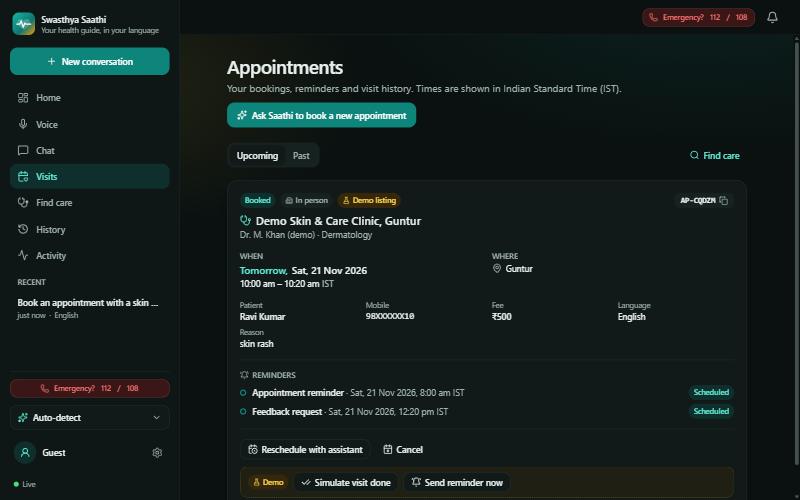 Swasthya Saathi
Your health guide, in your language
Emergency? 112 / 108
+ New conversation
Home
Voice
Chat
Visits
Find care
History
Activity
RECENT
Book an appointment with a skin ...
just now · English
Emergency? 112 / 108
Auto-detect
Guest
Live
Appointments
Your bookings, reminders and visit history. Times are shown in Indian Standard Time (IST).
Ask Saathi to book a new appointment
Upcoming Past
Find care
Booked In person Demo listing AP-CQDZM
Demo Skin & Care Clinic, Guntur
Dr. M. Khan (demo) · Dermatology
WHEN WHERE
Tomorrow, Sat, 21 Nov 2026 Guntur
10:00 am – 10:20 am IST
Patient Mobile Fee Language
Ravi Kumar 98XXXXXX10 ₹500 English
Reason
skin rash
REMINDERS
Appointment reminder · Sat, 21 Nov 2026, 8:00 am IST Scheduled
Feedback request · Sat, 21 Nov 2026, 12:20 pm IST Scheduled
Reschedule with assistant Cancel
Demo Simulate visit done Send reminder now